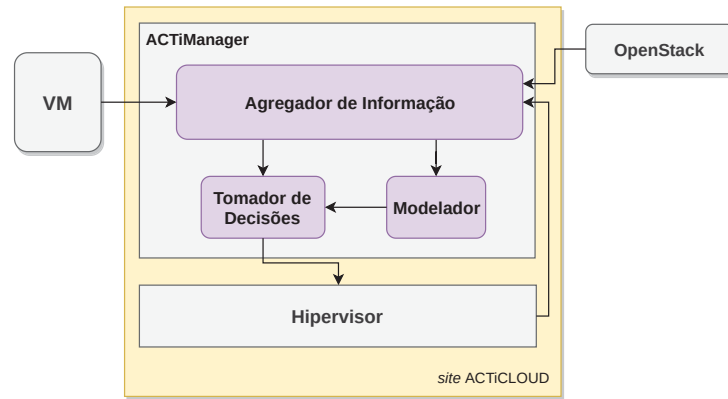 ACTiManager
OpenStack
VM
Agregador de Informação
Tomador de
Decisões
Modelador
Hipervisor
site ACTiCLOUD